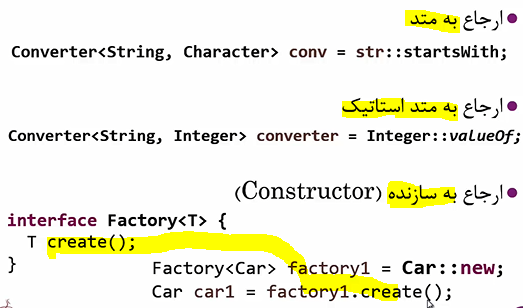 ● ارجاع به متد
Converter<String, Character> conv = str::startsWith;
● ارجاع به متد استاتیک
Converter<String, Integer> converter = Integer::valueOf;
● ارجاع به سازنده (Constructor)
interface Factory<T> {
T create();
}
Factory<Car> factory1 = Car::new;
Car car1 = factory1.create();